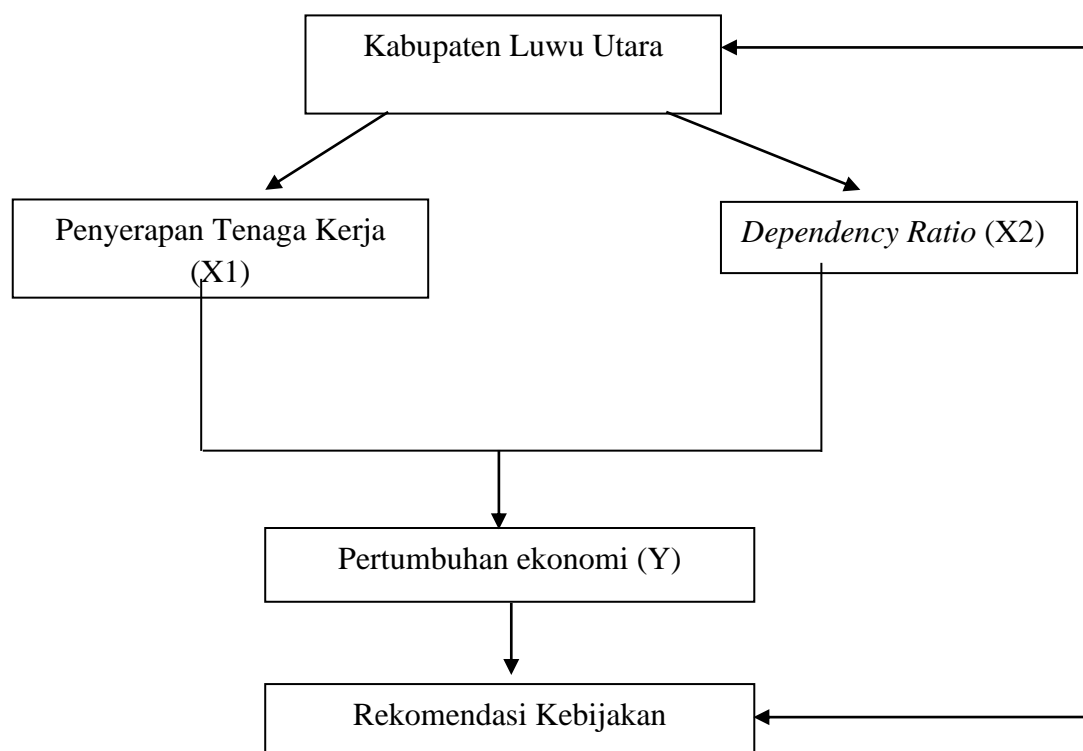 Kabupaten Luwu Utara
Penyerapan Tenaga Kerja
(X1)
Dependency Ratio (X2)
Pertumbuhan ekonomi (Y)
Rekomendasi Kebijakan